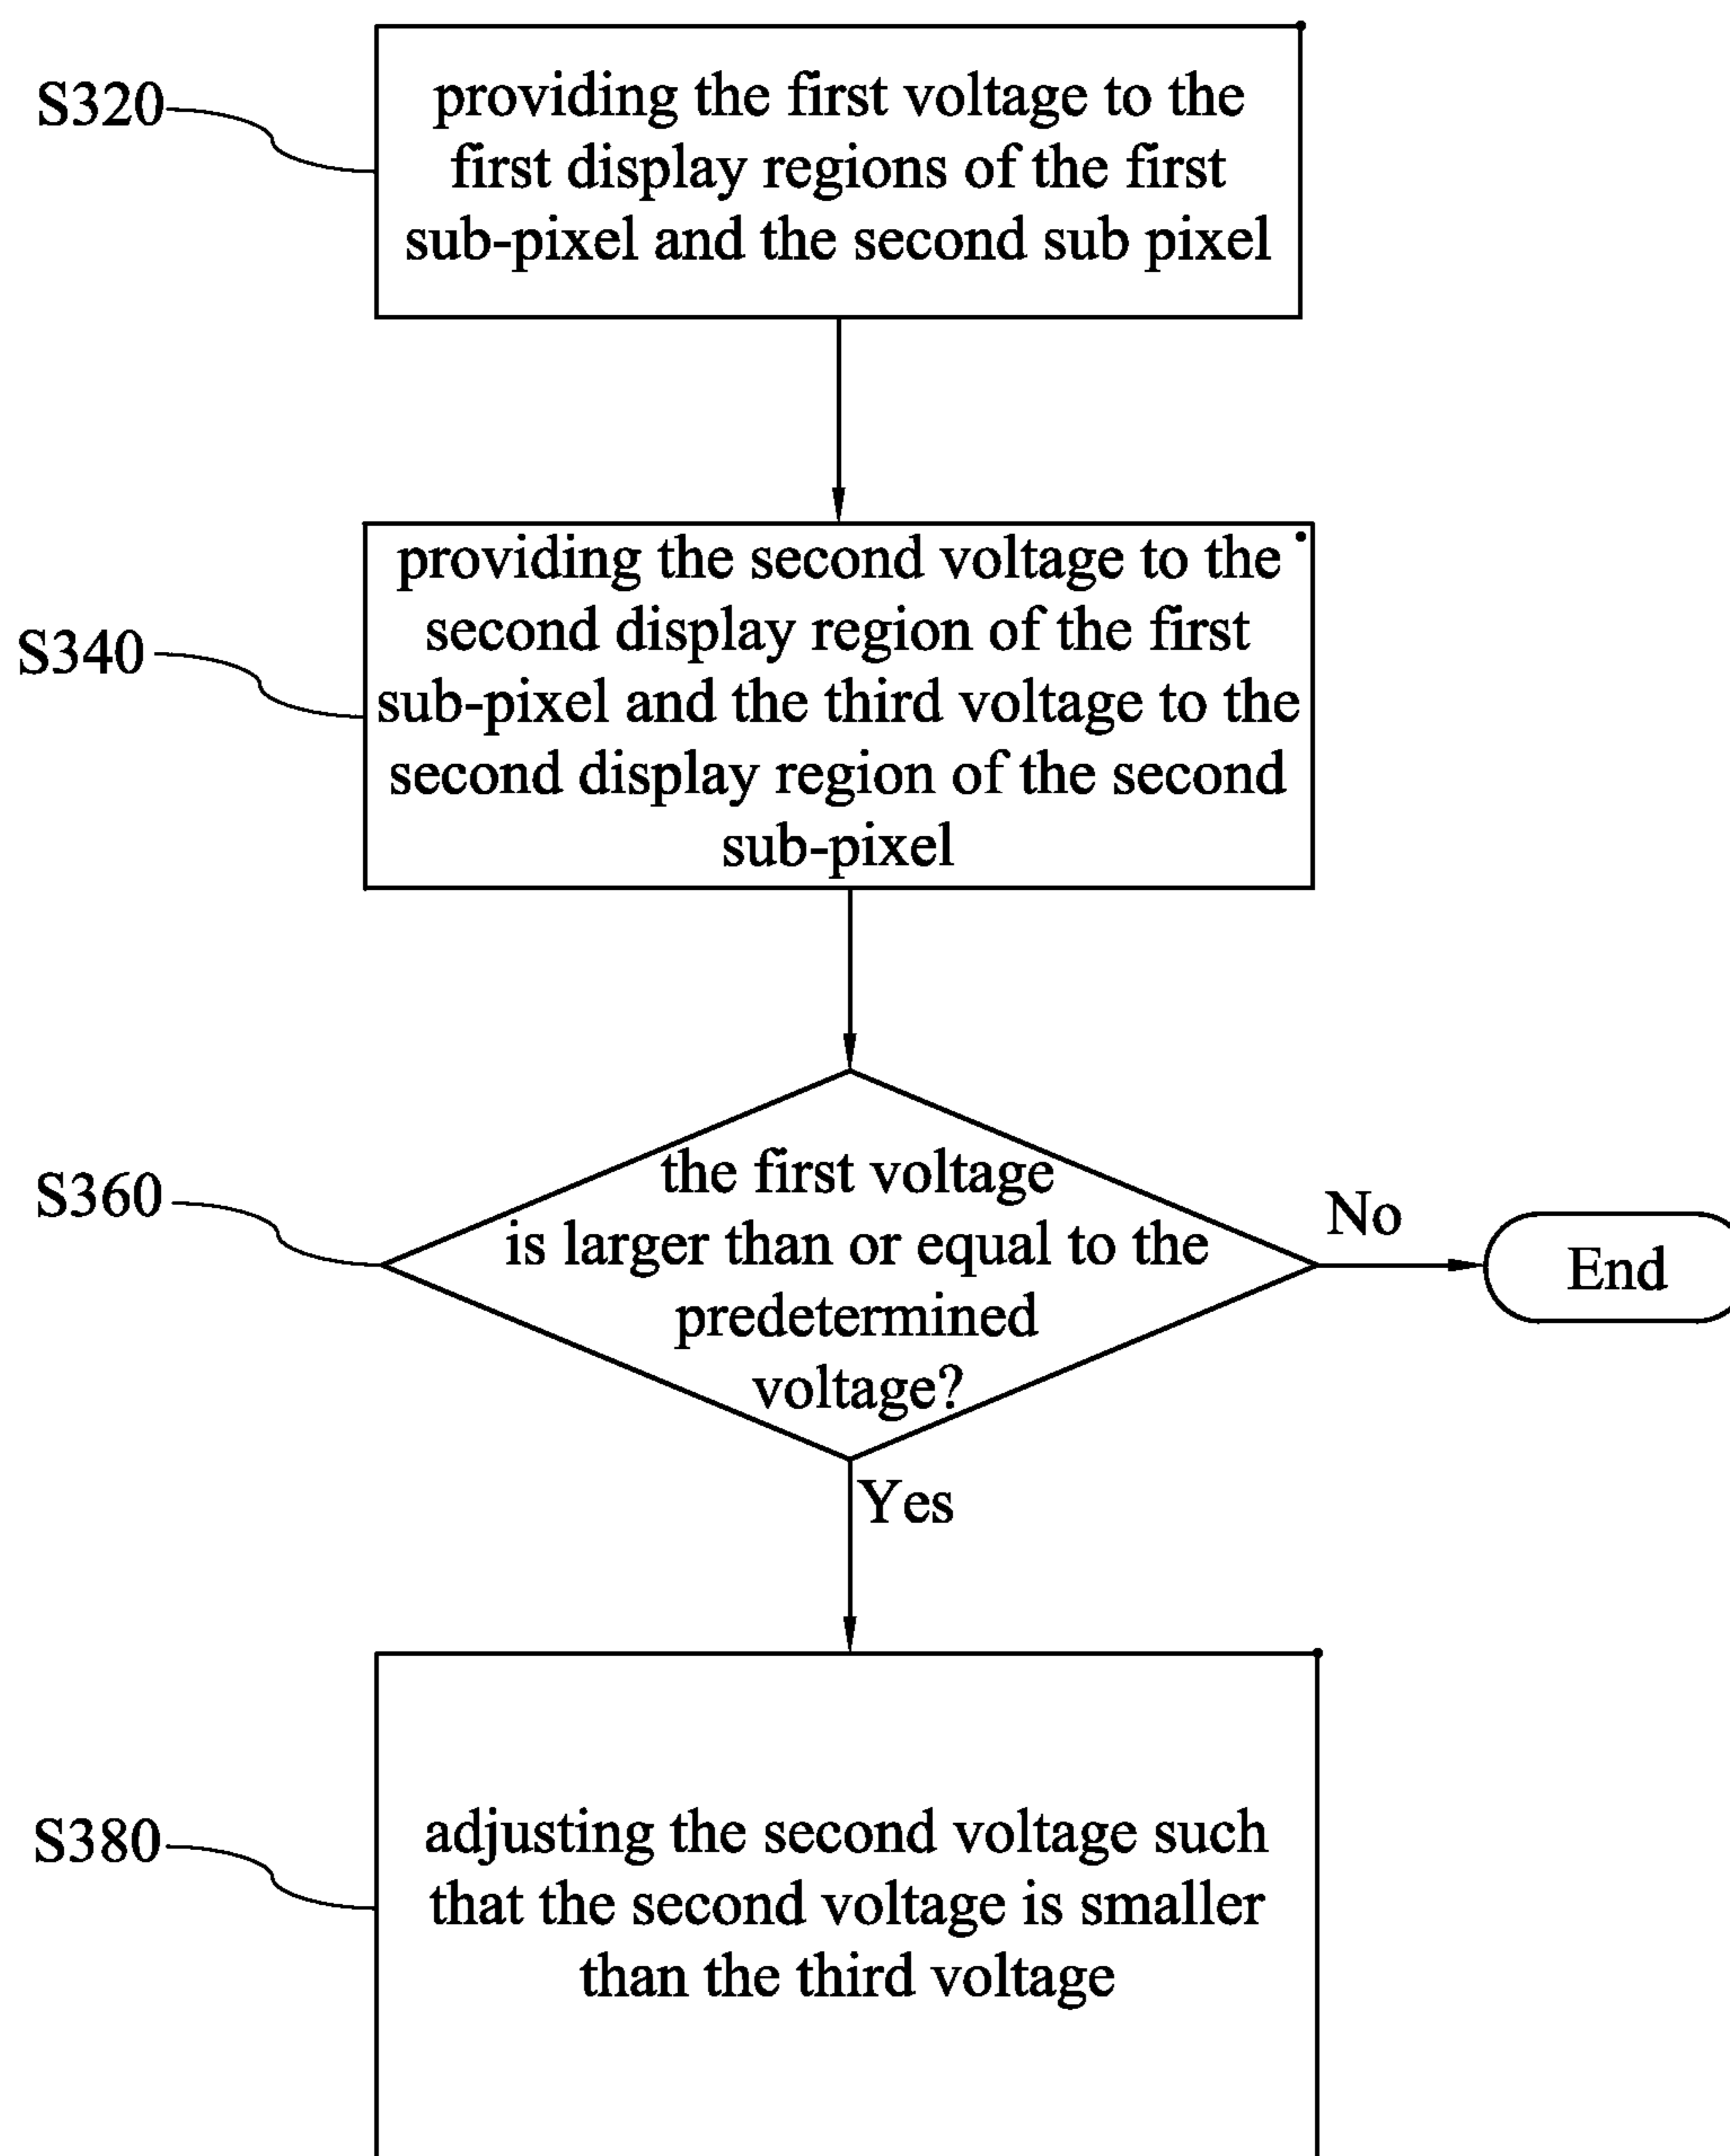 S320
providing the first voltage to the
first display regions of the first
sub-pixel and the second sub pixel
S340
providing the second voltage to the
second display region of the first
sub-pixel and the third voltage to the
second display region of the second
sub-pixel
S360
the first voltage
is larger than or equal to the
predetermined
voltage?
No
End
Yes
S380
adjusting the second voltage such
that the second voltage is smaller
than the third voltage